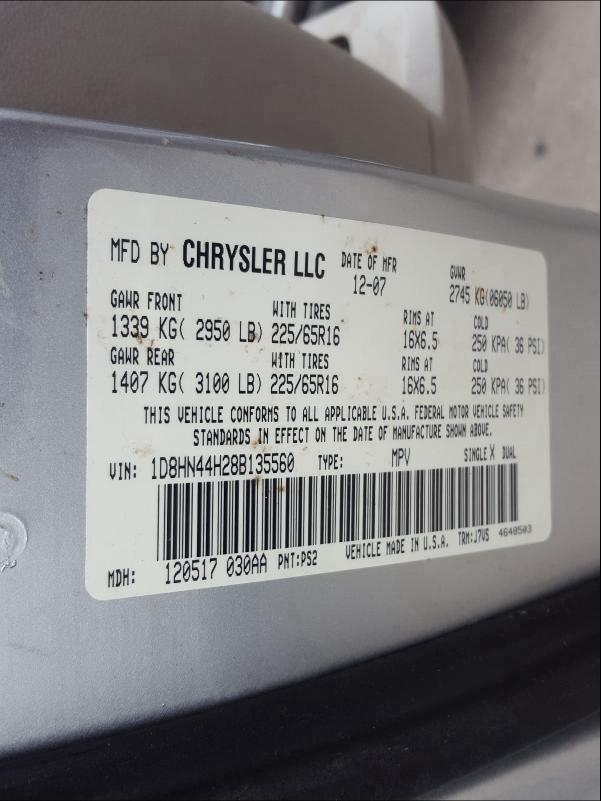 MFD BY CHRYSLER LLC DATE OF MFR 12-07 GVWR 2745 KG(06050 LB)
GAWR FRONT WITH TIRES RIMS AT COLD
1339 KG( 2950 LB) 225/65R16 16X6.5 250 KPA( 36 PSI)
GAWR REAR WITH TIRES RIMS AT COLD
1407 KG( 3100 LB) 225/65R16 16X6.5 250 KPA( 36 PSI)
THIS VEHICLE CONFORMS TO ALL APPLICABLE U.S.A. FEDERAL MOTOR VEHICLE SAFETY
STANDARDS IN EFFECT ON THE DATE OF MANUFACTURE SHOWN ABOVE.
VIN: 1D8HN44H28B135560 TYPE: MPV SINGLE X DUAL
MDH: 120517 030AA PNT:PS2 VEHICLE MADE IN U.S.A. TRM:J7VS 4640503